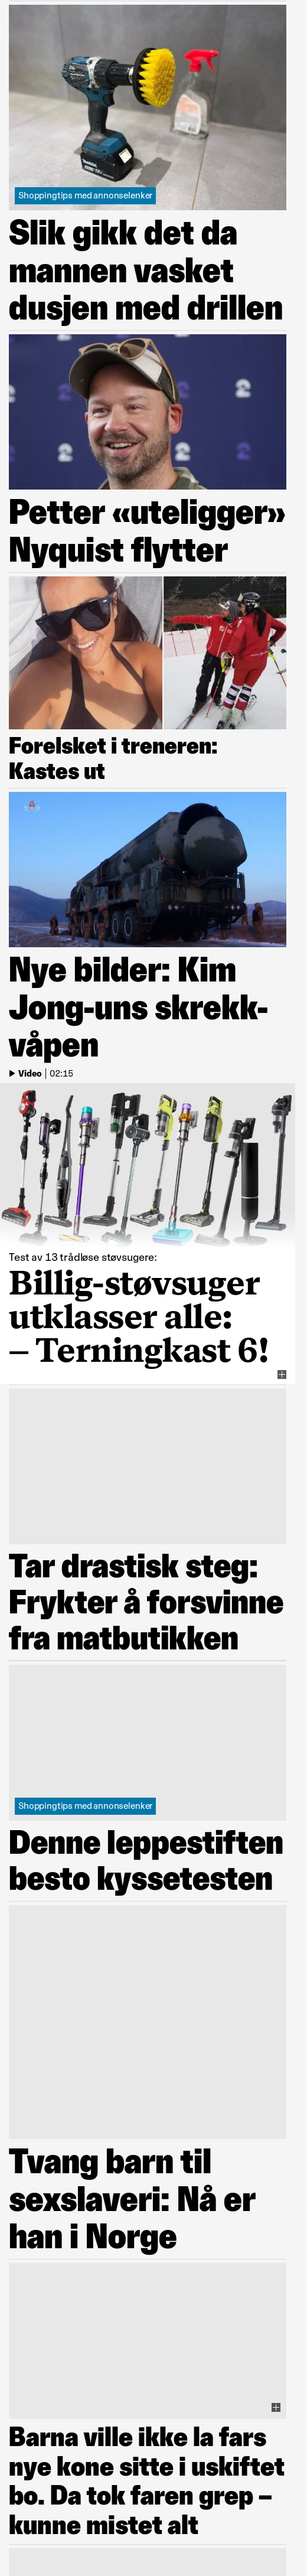 Shoppingtips med annonselenker
Slik gikk det da
mannen vasket
dusjen med drillen
Petter «uteligger»
Nyquist flytter
Forelsket i treneren:
Kastes ut
Nye bilder: Kim
Jong-uns skrekk-
våpen
Video | 02:15
Test av 13 trådløse støvsugere:
Billig-støvsuger
utklasser alle:
– Terningkast 6!
Tar drastisk steg:
Frykter å forsvinne
fra matbutikken
Shoppingtips med annonselenker
Denne leppestiften
besto kyssetesten
Tvang barn til
sexslaveri: Nå er
han i Norge
Barna ville ikke la fars
nye kone sitte i uskiftet
bo. Da tok faren grep –
kunne mistet alt